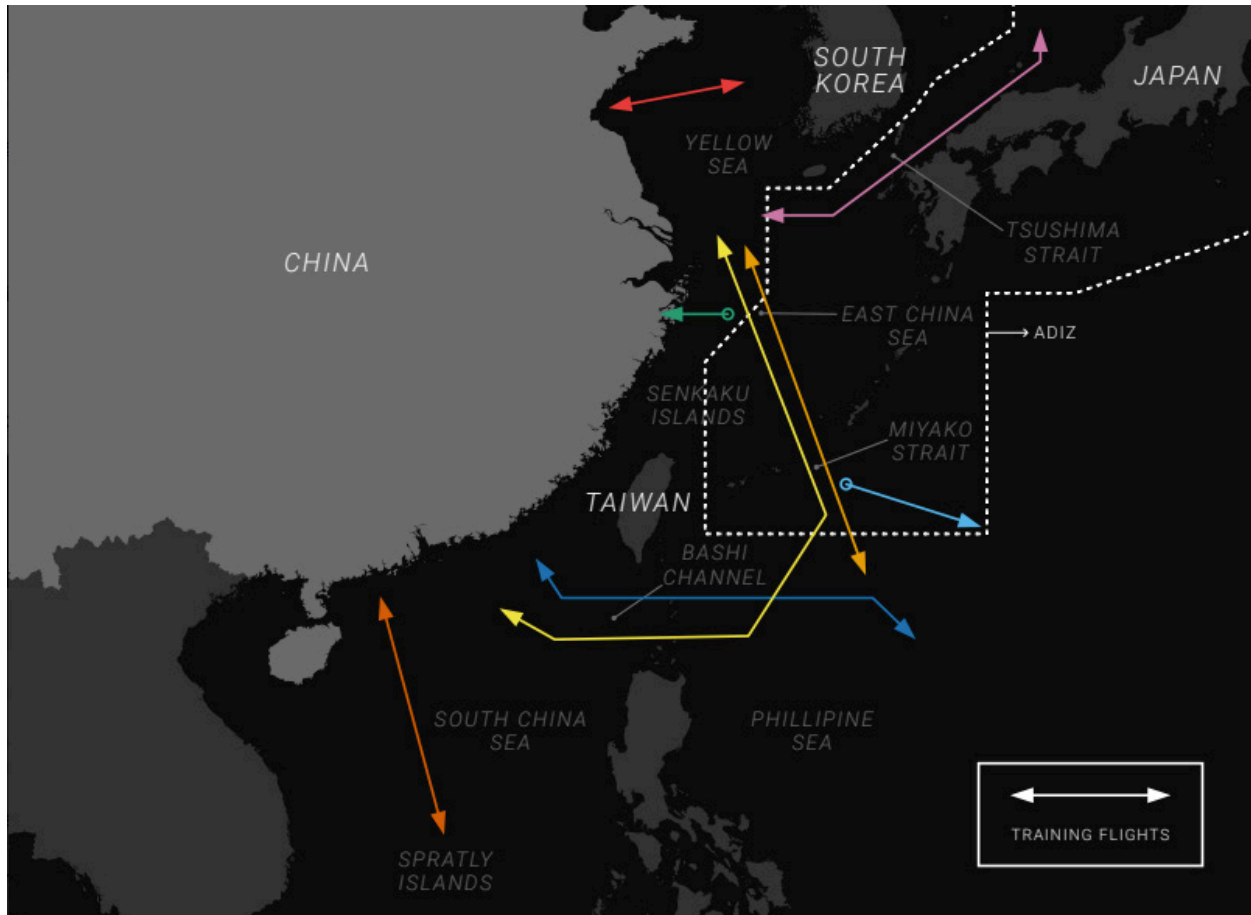 SOUTH
KOREA
JAPAN
YELLOW
SEA
TSUSHIMA
STRAIT
CHINA
EAST CHINA
SEA
ADIZ
SENKAKU
ISLANDS
MIYAKO
STRAIT
TAIWAN
BASHI
CHANNEL
SOUTH CHINA
SEA
PHILLIPINE
SEA
TRAINING FLIGHTS
SPRATLY
ISLANDS